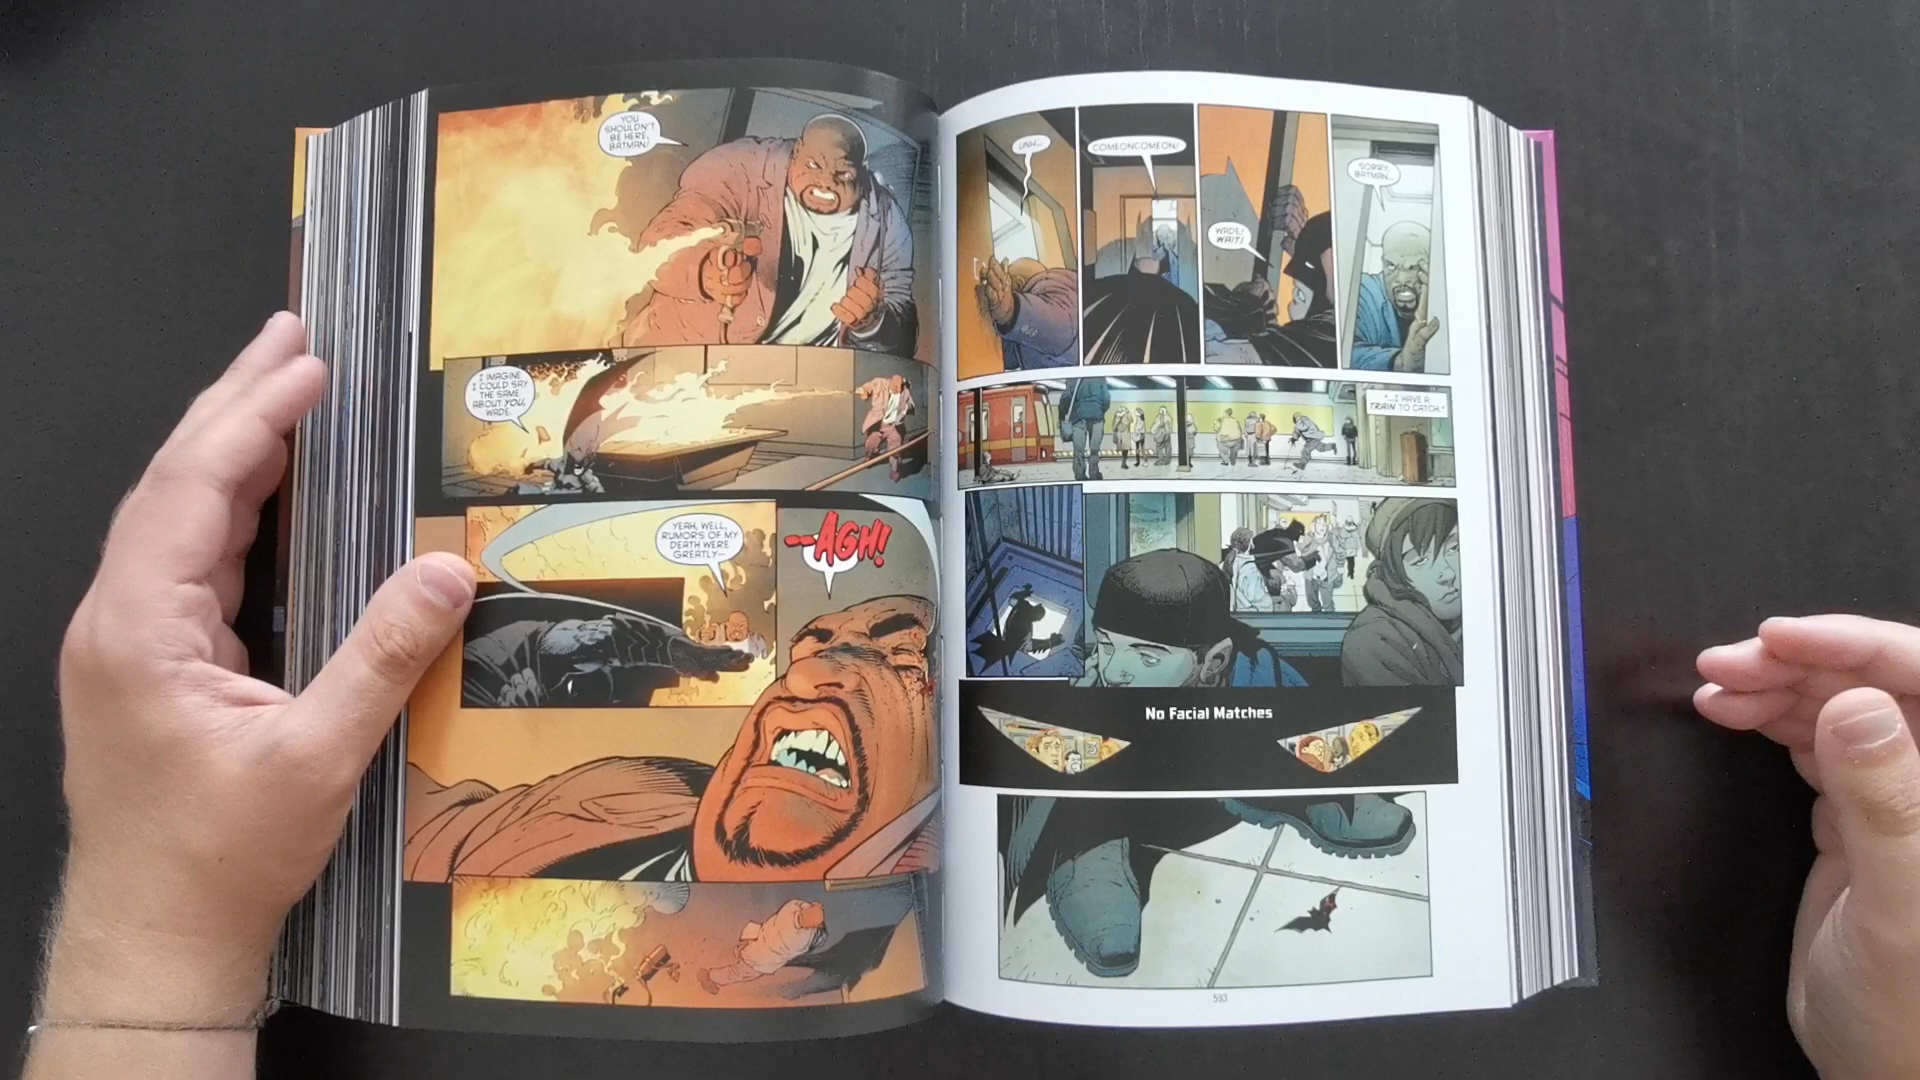 YOU
SHOULDN'T
BE HERE,
BATMAN!
I IMAGINE
I COULD SAY
THE SAME
ABOUT YOU,
WADE.
YEAH, WELL,
RUMORS OF MY
DEATH WERE
GREATLY--
--AGH!
UNH...
COMEONCOMEON!
WADE!
WAIT!
SORRY,
BATMAN...
"...I HAVE A
TRAIN TO CATCH."
No Facial Matches
593